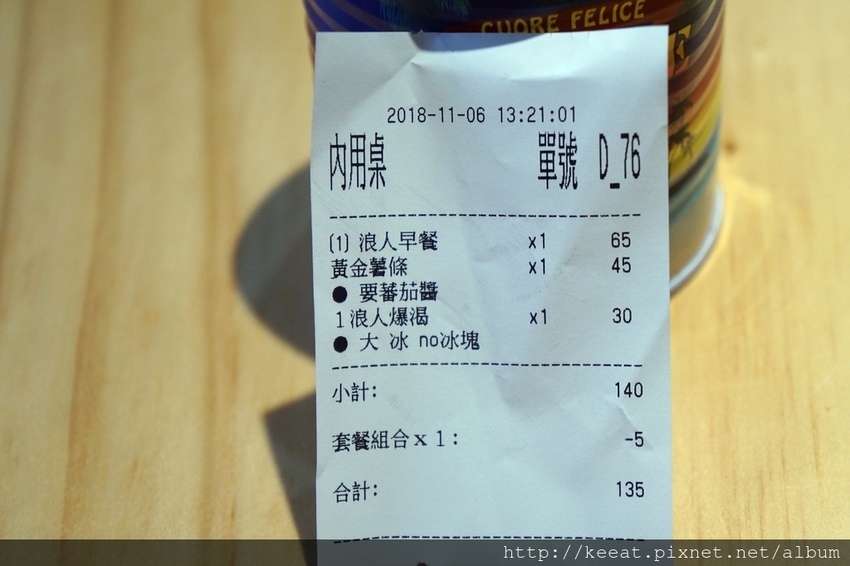 CUORE FELICE
E
2018-11-06 13:21:01
內用桌 單號 D_76
(1) 浪人早餐 x1 65
黃金薯條 x1 45
● 要蕃茄醬
1浪人爆渴 x1 30
● 大 冰 no冰塊
小計: 140
套餐組合x1: -5
合計: 135
http://keeat.pixnet.net/album